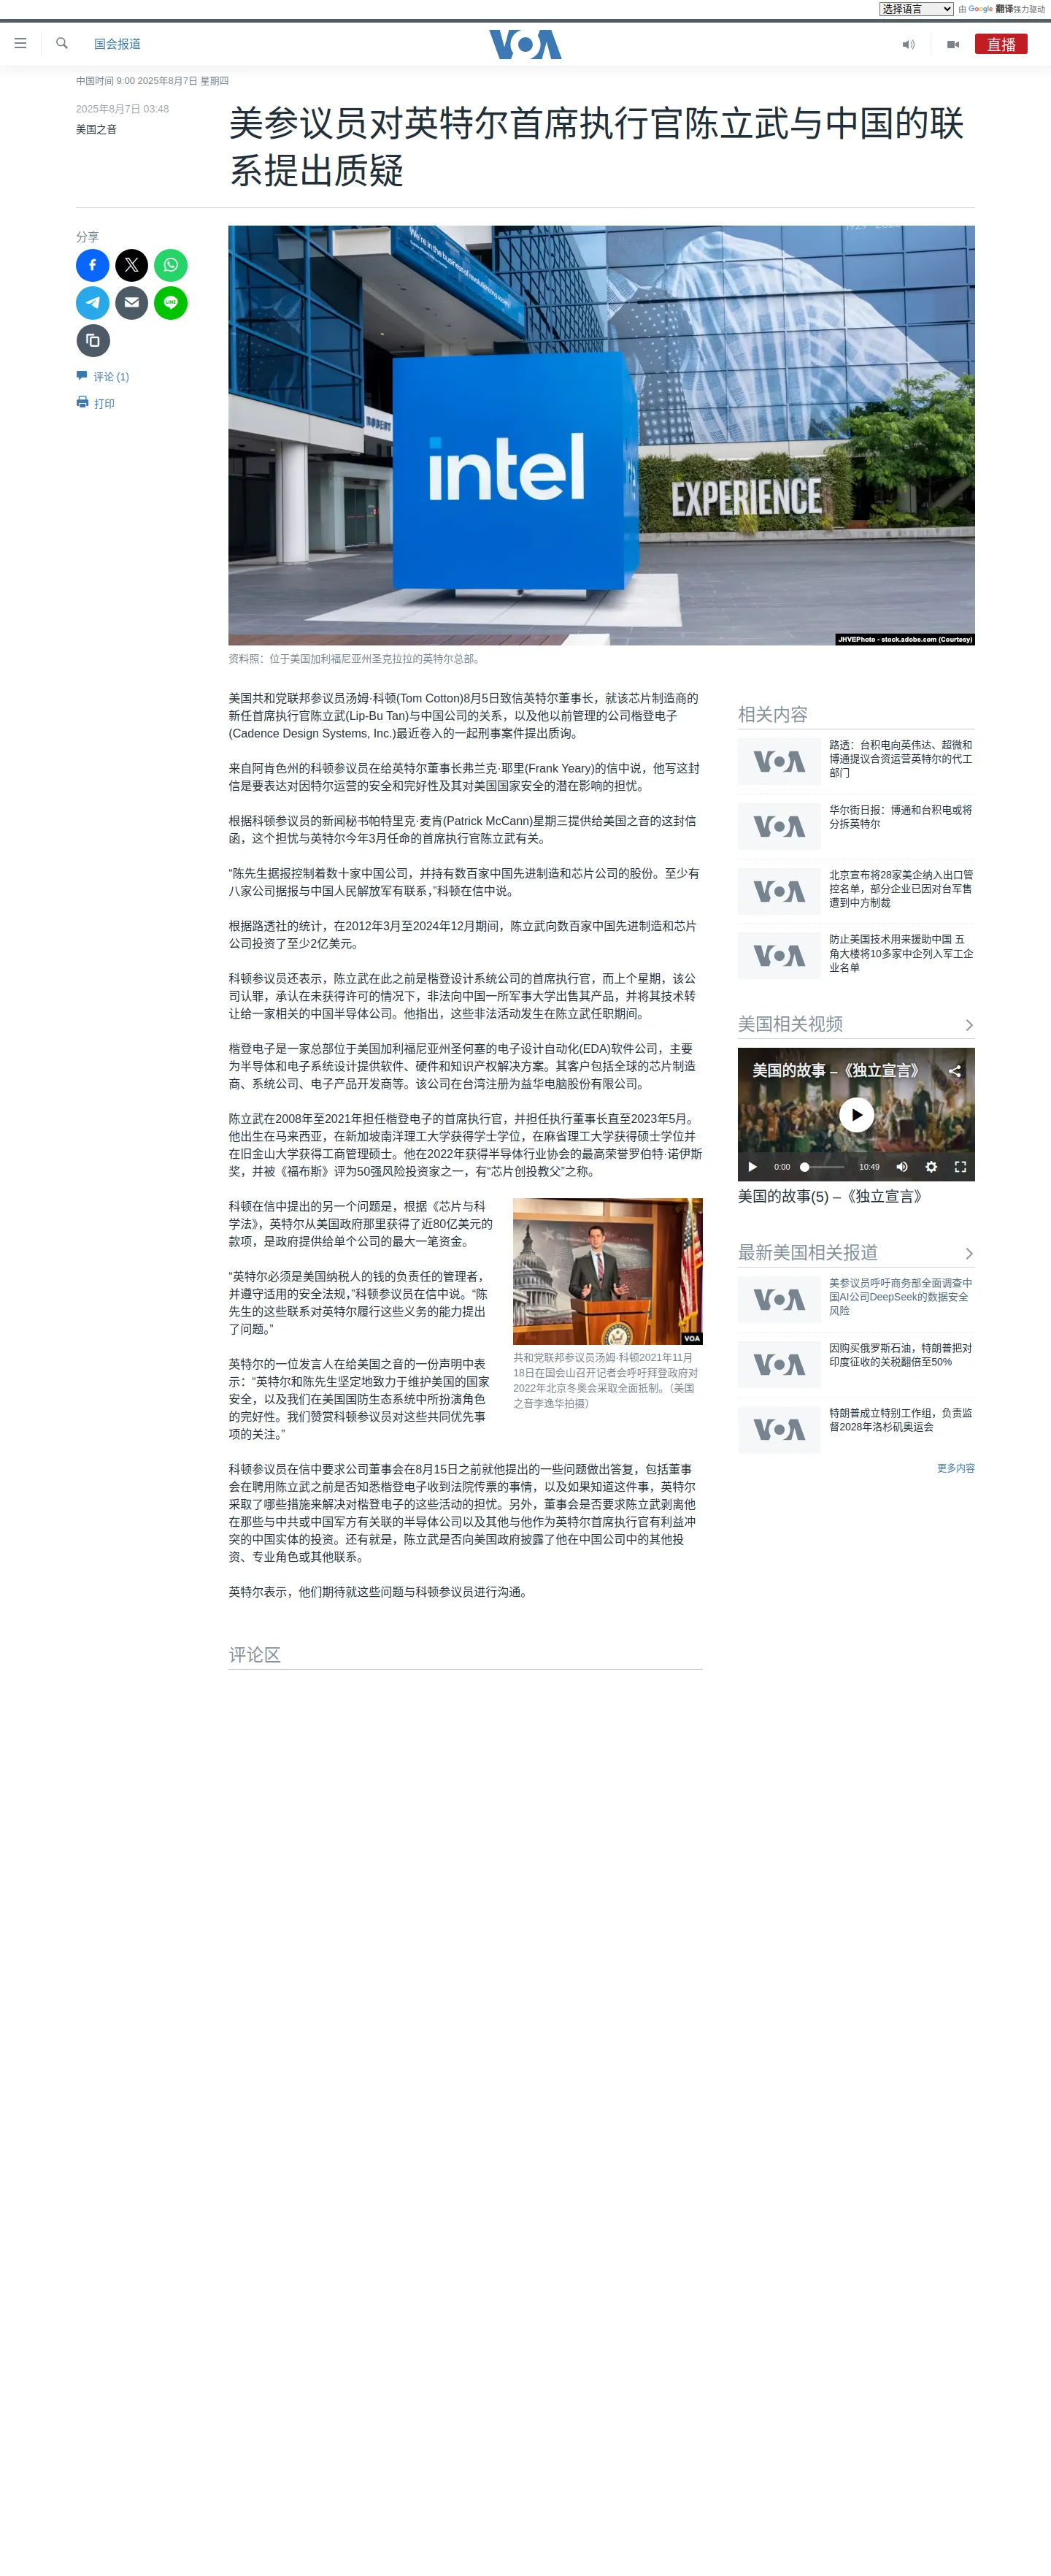 选择语言
由 Google 翻译强力驱动
国会报道
VOA
直播
中国时间 9:00 2025年8月7日 星期四
2025年8月7日 03:48
美国之音
美参议员对英特尔首席执行官陈立武与中国的联
系提出质疑
分享
评论 (1)
打印
We're in the business of revolutionizing society
ROBERT
intel
EXPERIENCE
JHVEPhoto - stock.adobe.com (Courtesy)
资料照：位于美国加利福尼亚州圣克拉拉的英特尔总部。
美国共和党联邦参议员汤姆·科顿(Tom Cotton)8月5日致信英特尔董事长，就该芯片制造商的
新任首席执行官陈立武(Lip-Bu Tan)与中国公司的关系，以及他以前管理的公司楷登电子
(Cadence Design Systems, Inc.)最近卷入的一起刑事案件提出质询。
来自阿肯色州的科顿参议员在给英特尔董事长弗兰克·耶里(Frank Yeary)的信中说，他写这封
信是要表达对因特尔运营的安全和完好性及其对美国国家安全的潜在影响的担忧。
根据科顿参议员的新闻秘书帕特里克·麦肯(Patrick McCann)星期三提供给美国之音的这封信
函，这个担忧与英特尔今年3月任命的首席执行官陈立武有关。
“陈先生据报控制着数十家中国公司，并持有数百家中国先进制造和芯片公司的股份。至少有
八家公司据报与中国人民解放军有联系，”科顿在信中说。
根据路透社的统计，在2012年3月至2024年12月期间，陈立武向数百家中国先进制造和芯片
公司投资了至少2亿美元。
科顿参议员还表示，陈立武在此之前是楷登设计系统公司的首席执行官，而上个星期，该公
司认罪，承认在未获得许可的情况下，非法向中国一所军事大学出售其产品，并将其技术转
让给一家相关的中国半导体公司。他指出，这些非法活动发生在陈立武任职期间。
楷登电子是一家总部位于美国加利福尼亚州圣何塞的电子设计自动化(EDA)软件公司，主要
为半导体和电子系统设计提供软件、硬件和知识产权解决方案。其客户包括全球的芯片制造
商、系统公司、电子产品开发商等。该公司在台湾注册为益华电脑股份有限公司。
陈立武在2008年至2021年担任楷登电子的首席执行官，并担任执行董事长直至2023年5月。
他出生在马来西亚，在新加坡南洋理工大学获得学士学位，在麻省理工大学获得硕士学位并
在旧金山大学获得工商管理硕士。他在2022年获得半导体行业协会的最高荣誉罗伯特·诺伊斯
奖，并被《福布斯》评为50强风险投资家之一，有“芯片创投教父”之称。
科顿在信中提出的另一个问题是，根据《芯片与科
学法》，英特尔从美国政府那里获得了近80亿美元的
款项，是政府提供给单个公司的最大一笔资金。
“英特尔必须是美国纳税人的钱的负责任的管理者，
并遵守适用的安全法规，”科顿参议员在信中说。“陈
先生的这些联系对英特尔履行这些义务的能力提出
了问题。”
英特尔的一位发言人在给美国之音的一份声明中表
示：“英特尔和陈先生坚定地致力于维护美国的国家
安全，以及我们在美国国防生态系统中所扮演角色
的完好性。我们赞赏科顿参议员对这些共同优先事
项的关注。”
VOA
共和党联邦参议员汤姆·科顿2021年11月
18日在国会山召开记者会呼吁拜登政府对
2022年北京冬奥会采取全面抵制。（美国
之音李逸华拍摄）
科顿参议员在信中要求公司董事会在8月15日之前就他提出的一些问题做出答复，包括董事
会在聘用陈立武之前是否知悉楷登电子收到法院传票的事情，以及如果知道这件事，英特尔
采取了哪些措施来解决对楷登电子的这些活动的担忧。另外，董事会是否要求陈立武剥离他
在那些与中共或中国军方有关联的半导体公司以及其他与他作为英特尔首席执行官有利益冲
突的中国实体的投资。还有就是，陈立武是否向美国政府披露了他在中国公司中的其他投
资、专业角色或其他联系。
英特尔表示，他们期待就这些问题与科顿参议员进行沟通。
评论区
相关内容
VOA
路透：台积电向英伟达、超微和
博通提议合资运营英特尔的代工
部门
VOA
华尔街日报：博通和台积电或将
分拆英特尔
VOA
北京宣布将28家美企纳入出口管
控名单，部分企业已因对台军售
遭到中方制裁
VOA
防止美国技术用来援助中国 五
角大楼将10多家中企列入军工企
业名单
美国相关视频
美国的故事 –《独立宣言》
0:00
10:49
美国的故事(5) –《独立宣言》
最新美国相关报道
VOA
美参议员呼吁商务部全面调查中
国AI公司DeepSeek的数据安全
风险
VOA
因购买俄罗斯石油，特朗普把对
印度征收的关税翻倍至50%
VOA
特朗普成立特别工作组，负责监
督2028年洛杉矶奥运会
更多内容